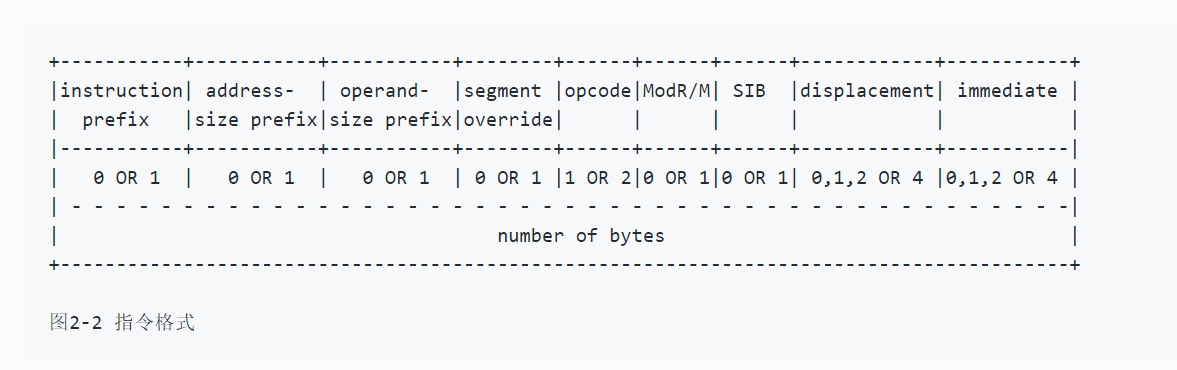 +-----------+-----------+-----------+--------+------+------+------+------------+-----------+
|instruction| address-  | operand-  |segment |opcode|ModR/M| SIB  |displacement| immediate |
|  prefix   |size prefix|size prefix|override|      |      |      |            |           |
|-----------+-----------+-----------+--------+------+------+------+------------+-----------|
|   0 OR 1  |   0 OR 1  |   0 OR 1  | 0 OR 1 |1 OR 2|0 OR 1|0 OR 1| 0,1,2 OR 4 |0,1,2 OR 4 |
| - - - - - - - - - - - - - - - - - - - - - - - - - - - - - - - - - - - - - - - - - - - - -|
|                                       number of bytes                                    |
+------------------------------------------------------------------------------------------+
图2-2 指令格式